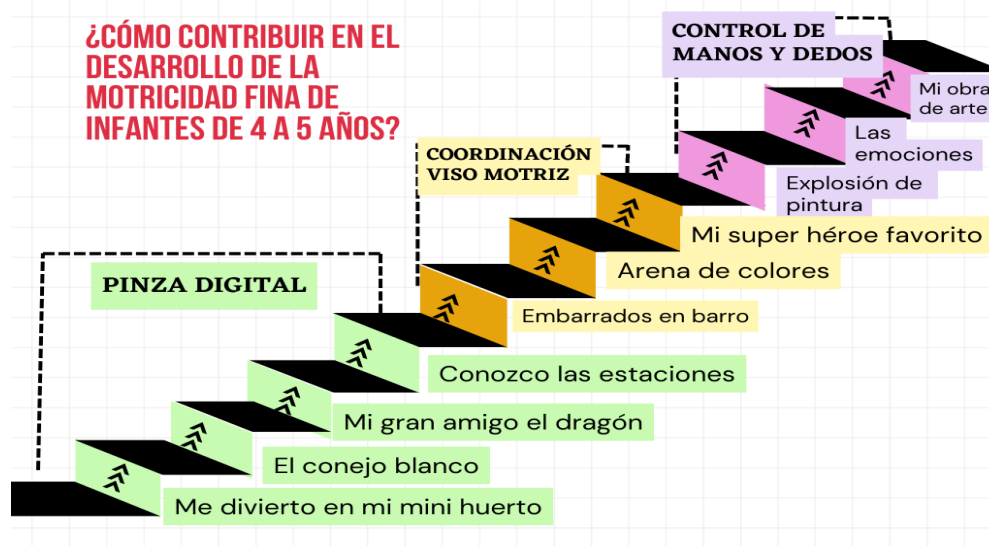 ¿CÓMO CONTRIBUIR EN EL
DESARROLLO DE LA
MOTRICIDAD FINA DE
INFANTES DE 4 A 5 AÑOS?
CONTROL DE
MANOS Y DEDOS
Mi obra
de arte
Las
emociones
Explosión de
pintura
COORDINACIÓN
VISO MOTRIZ
Mi super héroe favorito
Arena de colores
Embarrados en barro
PINZA DIGITAL
Conozco las estaciones
Mi gran amigo el dragón
El conejo blanco
Me divierto en mi mini huerto